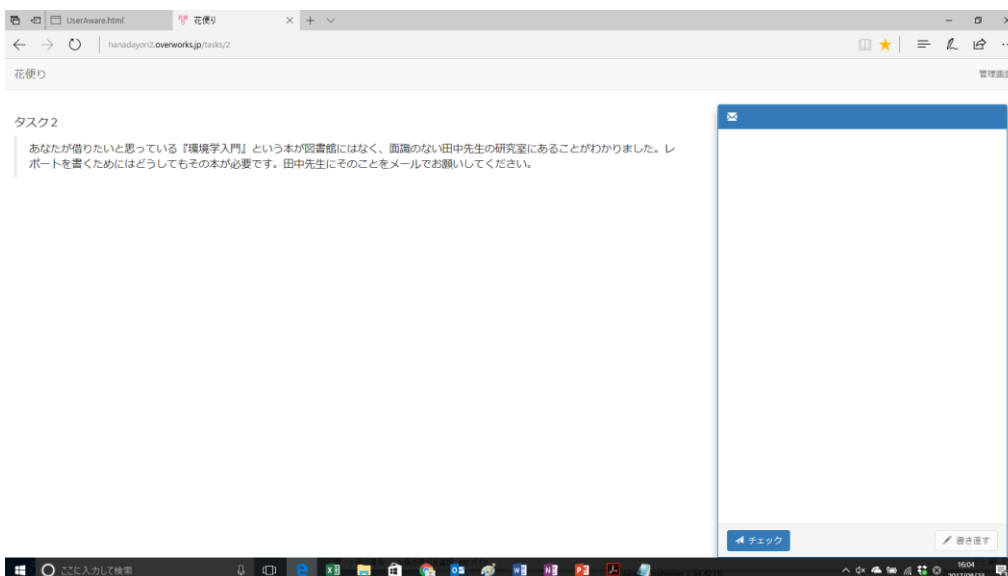 UserAware.html
花便り
hanadayori2.overworks.jp/tasks/2
花便り
管理画面
タスク2
あなたが借りたいと思っている『環境学入門』という本が図書館にはなく、面識のない田中先生の研究室にあることがわかりました。レ
ポートを書くためにはどうしてもその本が必要です。田中先生にそのことをメールでお願いしてください。
チェック
書き直す
ここに入力して検索
16:04